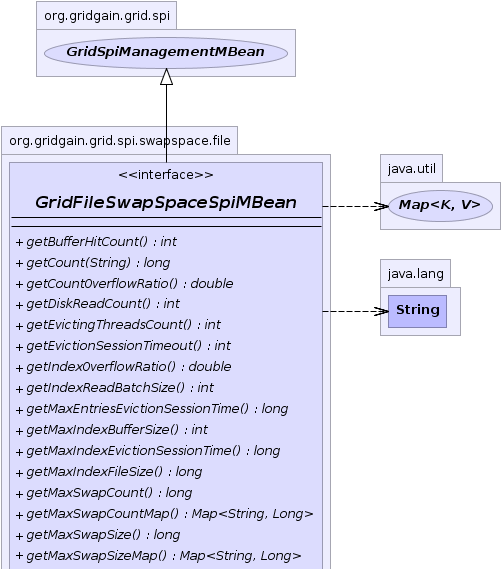 org.gridgain.grid.spi
GridSpiManagementMBean
org.gridgain.grid.spi.swapspace.file
<<interface>>
GridFileSwapSpaceSpiMBean
+ getBufferHitCount() : int
+ getCount(String) : long
+ getCountOverflowRatio() : double
+ getDiskReadCount() : int
+ getEvictingThreadsCount() : int
+ getEvictionSessionTimeout() : int
+ getIndexOverflowRatio() : double
+ getIndexReadBatchSize() : int
+ getMaxEntriesEvictionSessionTime() : long
+ getMaxIndexBufferSize() : int
+ getMaxIndexEvictionSessionTime() : long
+ getMaxIndexFileSize() : long
+ getMaxSwapCount() : long
+ getMaxSwapCountMap() : Map<String, Long>
+ getMaxSwapSize() : long
+ getMaxSwapSizeMap() : Map<String, Long>
java.util
Map<K, V>
java.lang
String